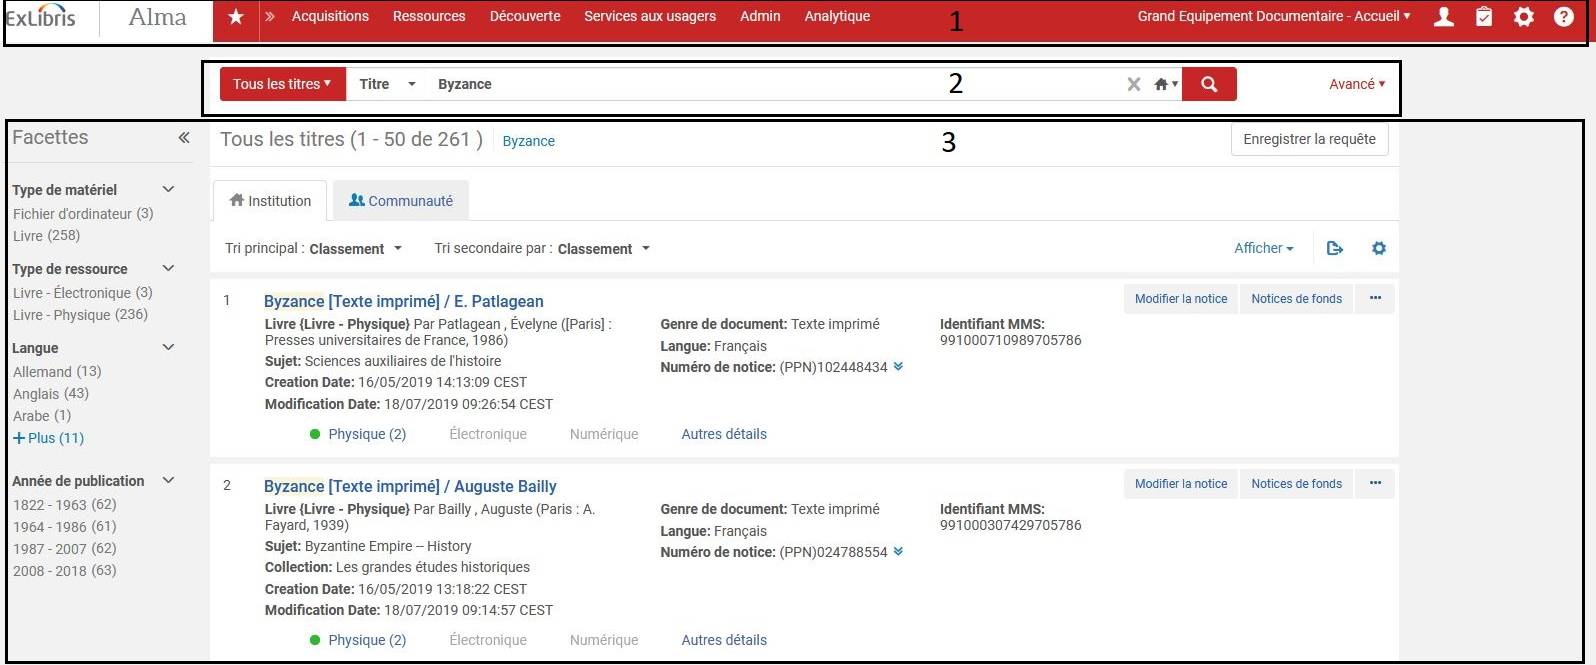 ExLibris Alma Acquisitions Ressources Découverte Services aux usagers Admin Analytique 1 Grand Equipement Documentaire - Accueil
Tous les titres Titre Byzance 2 Avancé
Facettes
Tous les titres (1 - 50 de 261 ) Byzance 3 Enregistrer la requête
Type de matériel
Fichier d'ordinateur (3)
Livre (258)
Type de ressource
Livre - Électronique (3)
Livre - Physique (236)
Langue
Allemand (13)
Anglais (43)
Arabe (1)
Plus (11)
Année de publication
1822 - 1963 (62)
1964 - 1986 (61)
1987 - 2007 (62)
2008 - 2018 (63)
Institution Communauté
Tri principal : Classement Tri secondaire par : Classement Afficher
1 Byzance [Texte imprimé] / E. Patlagean Modifier la notice Notices de fonds ...
Livre {Livre - Physique} Par Patlagean , Évelyne ([Paris] :
Presses universitaires de France, 1986)
Sujet: Sciences auxiliaires de l'histoire
Creation Date: 16/05/2019 14:13:09 CEST
Modification Date: 18/07/2019 09:26:54 CEST
Genre de document: Texte imprimé
Langue: Français
Numéro de notice: (PPN)102448434
Identifiant MMS:
991000710989705786
Physique (2) Électronique Numérique Autres détails
2 Byzance [Texte imprimé] / Auguste Bailly Modifier la notice Notices de fonds ...
Livre {Livre - Physique} Par Bailly , Auguste (Paris : A.
Fayard, 1939)
Sujet: Byzantine Empire -- History
Collection: Les grandes études historiques
Creation Date: 16/05/2019 13:18:22 CEST
Modification Date: 18/07/2019 09:14:57 CEST
Genre de document: Texte imprimé
Langue: Français
Numéro de notice: (PPN)024788554
Identifiant MMS:
991000307429705786
Physique (2) Électronique Numérique Autres détails